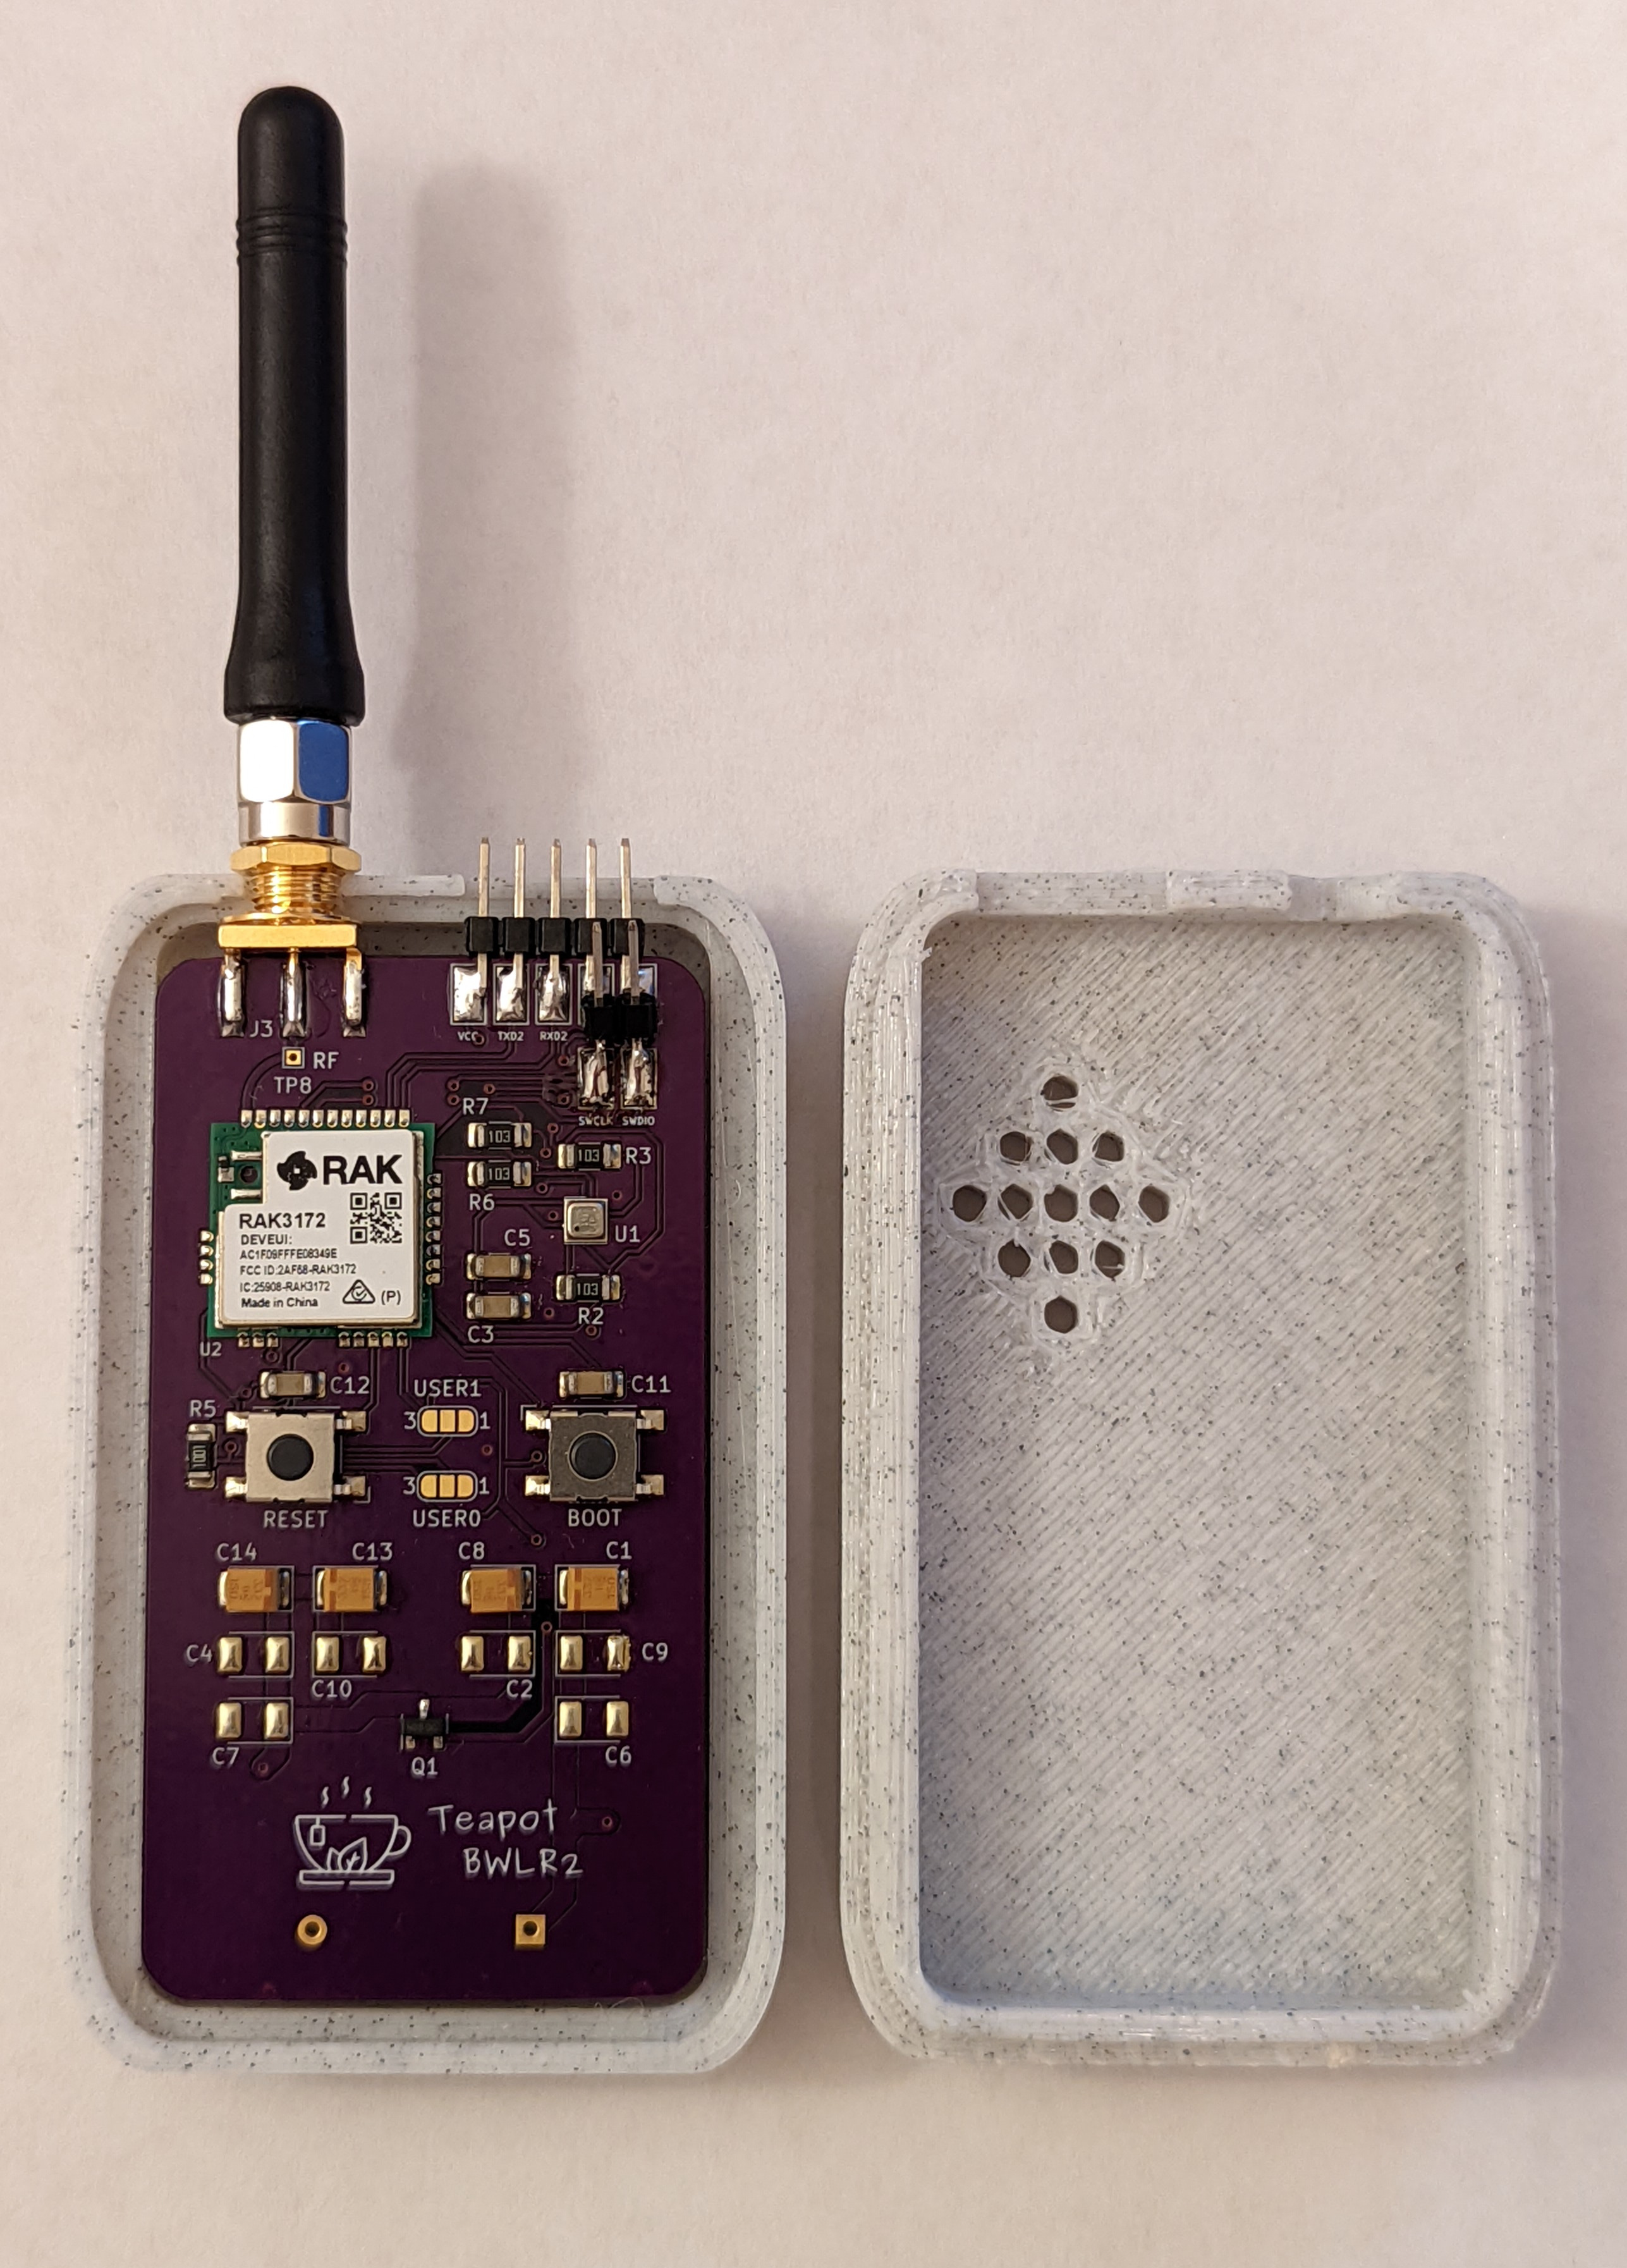 J3
RF
TP8
VCC
TXD2
RXD2
SWCLK
SWDIO
R7
103
103
R6
103
R3
U1
C5
C3
103
R2
RAK
RAK3172
DEVEUI:
AC1F09FFFE08349E
FCC ID:2AF68-RAK3172
IC:25908-RAK3172
Made in China
(P)
U2
C12
USER1
C11
R5
3
1
1001
3
1
RESET
USER0
BOOT
C14
C13
C8
C1
C4
C10
C2
C9
C7
Q1
C6
Teapot
BWLR2